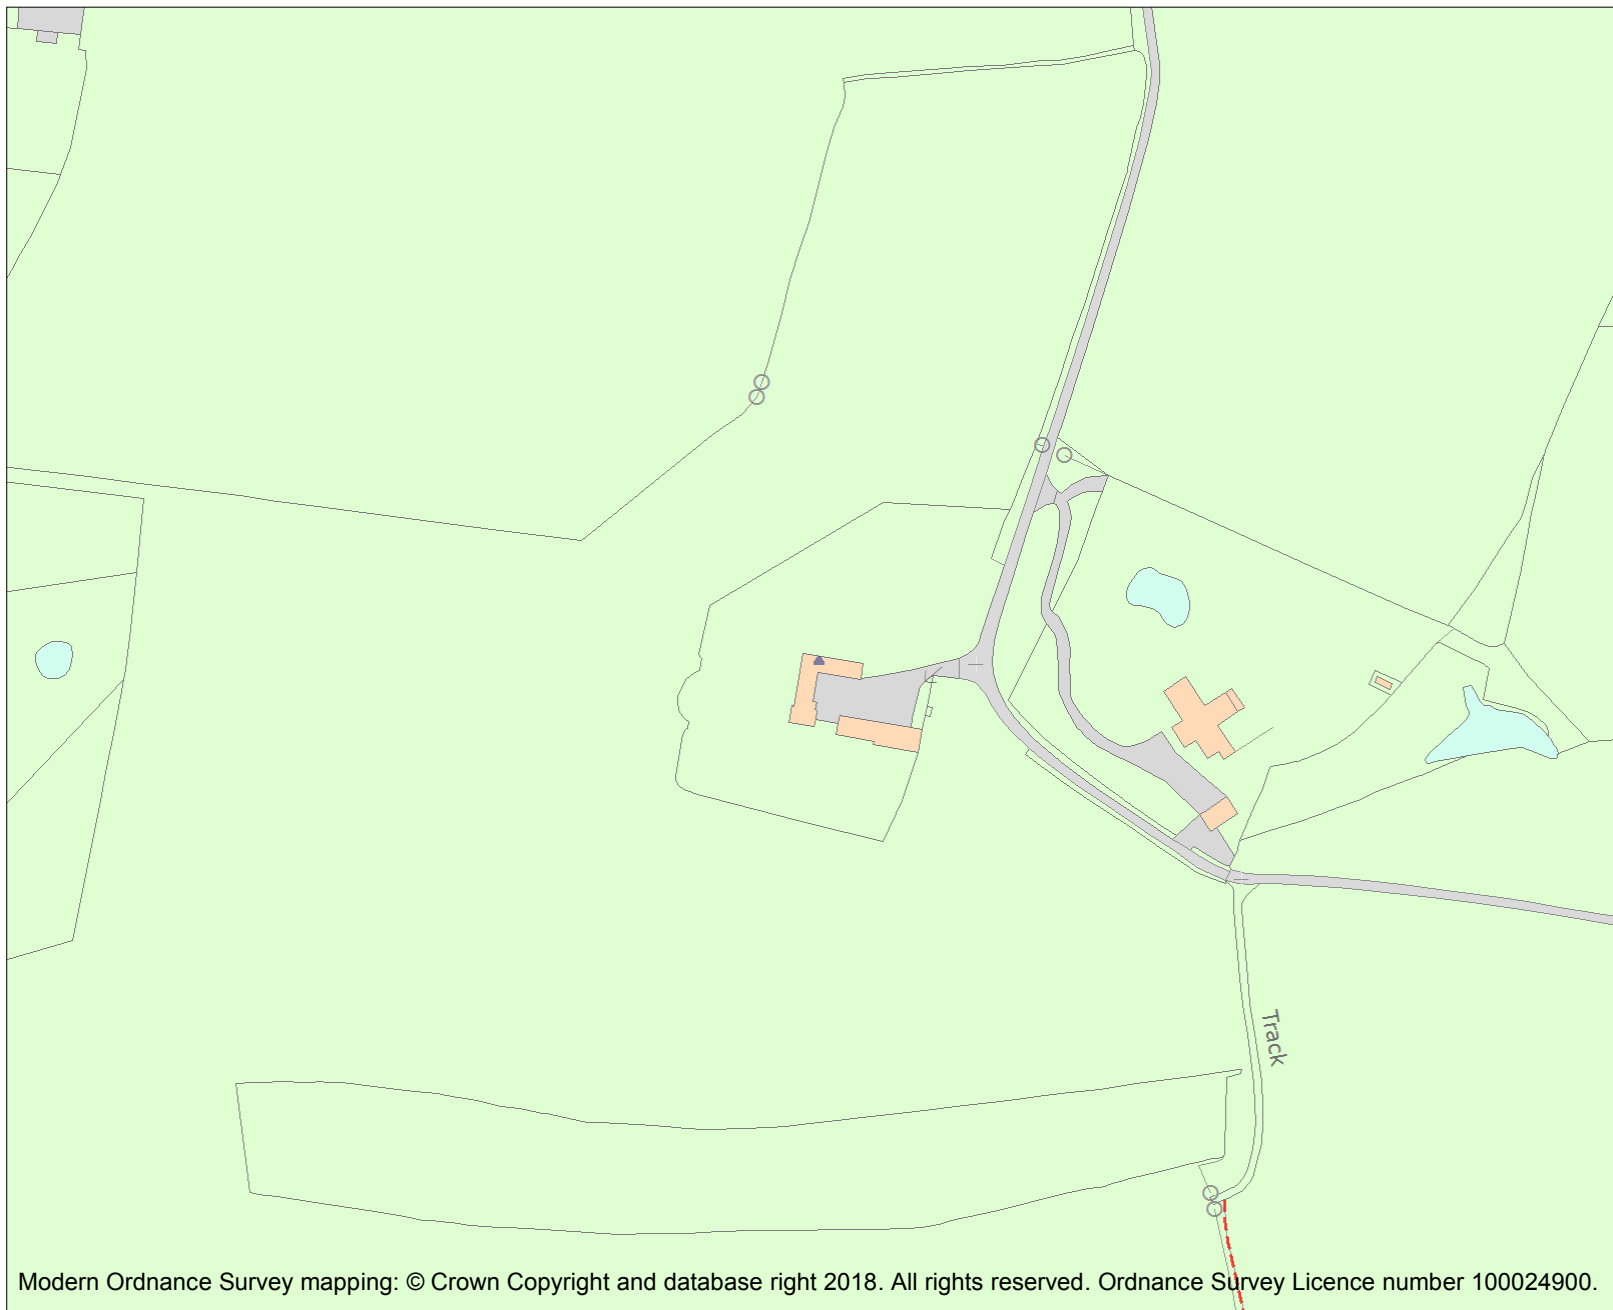 Track
Modern Ordnance Survey mapping: © Crown Copyright and database right 2018. All rights reserved. Ordnance Survey Licence number 100024900.